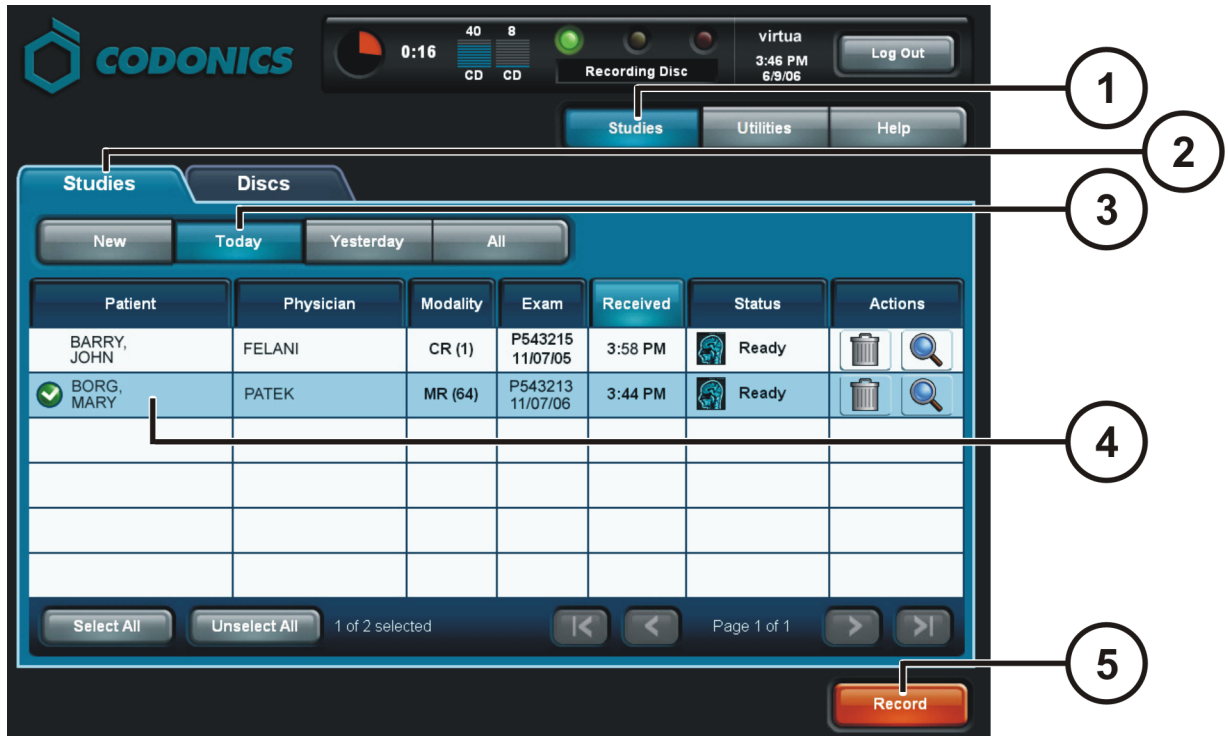 CODONICS
0:16
40 8
CD CD
Recording Disc
virtua
3:46 PM
6/9/06
Log Out
1
Studies Utilities Help
2
Studies Discs
3
New Today Yesterday All
Patient Physician Modality Exam Received Status Actions
BARRY,
JOHN
FELANI
CR (1)
P543215
11/07/05
3:58 PM
Ready
BORG,
MARY
PATEK
MR (64)
P543213
11/07/06
3:44 PM
Ready
4
Select All Unselect All 1 of 2 selected Page 1 of 1
5
Record